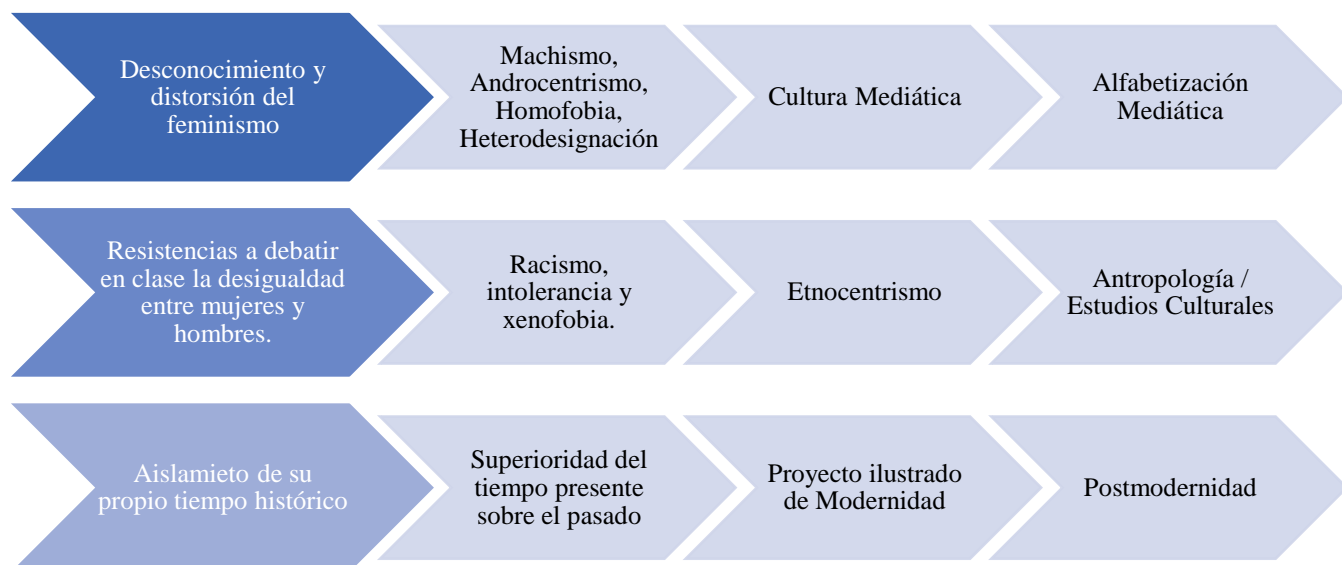 Desconocimiento y
distorsión del
feminismo
Machismo,
Androcentrismo,
Homofobia,
Heterodesignación
Cultura Mediática
Alfabetización
Mediática
Resistencias a debatir
en clase la desigualdad
entre mujeres y
hombres.
Racismo,
intolerancia y
xenofobia.
Etnocentrismo
Antropología /
Estudios Culturales
Aislamieto de su
propio tiempo histórico
Superioridad del
tiempo presente
sobre el pasado
Proyecto ilustrado
de Modernidad
Postmodernidad